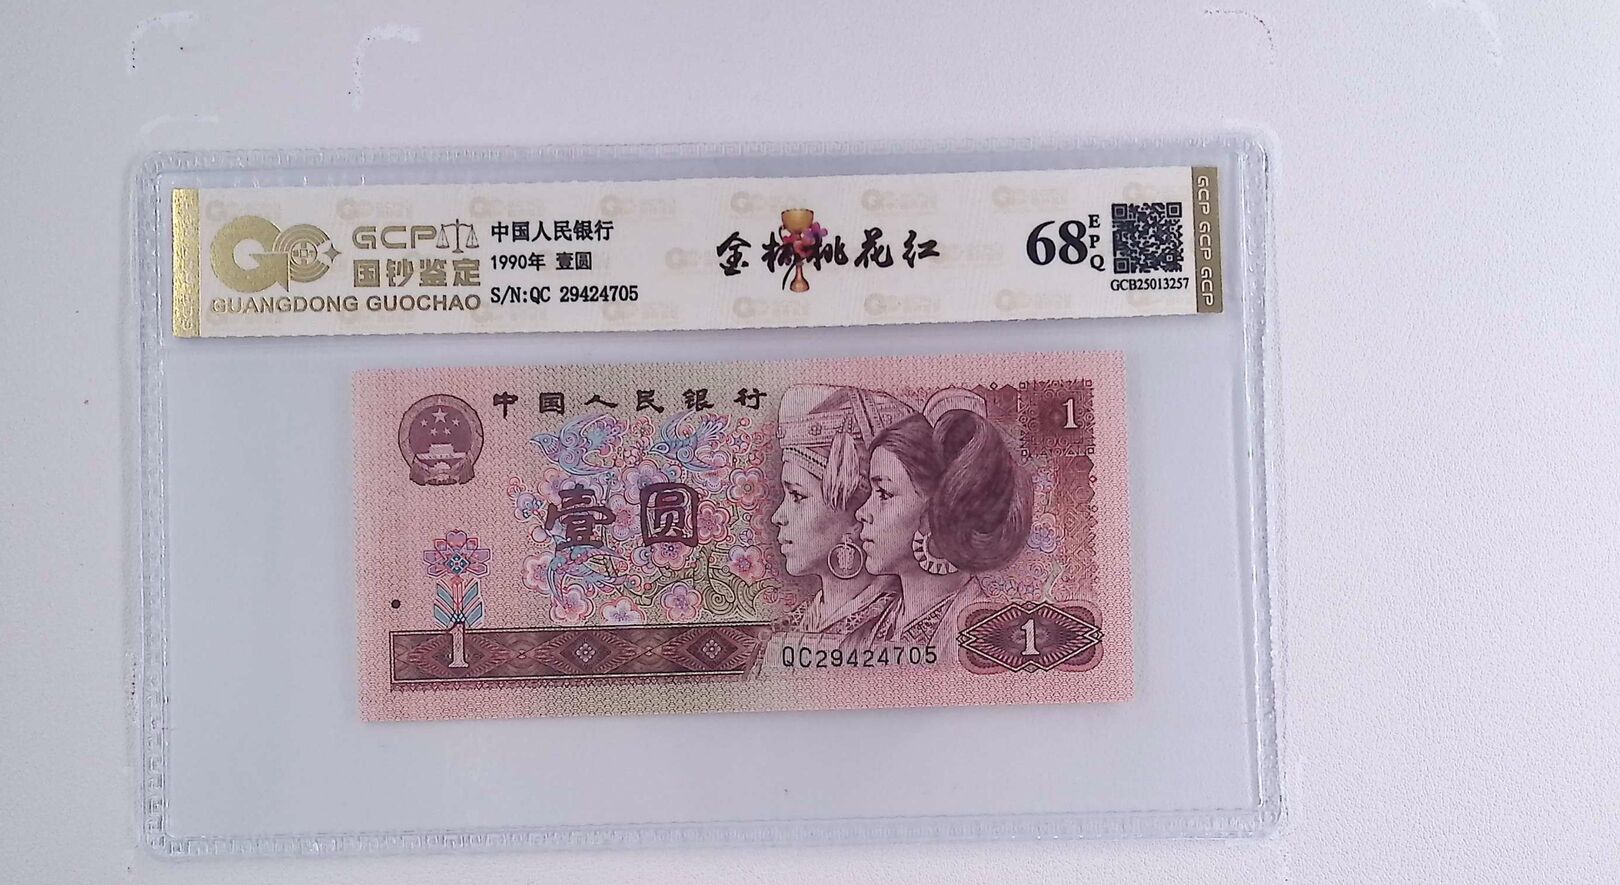 GCP
国钞鉴定
GUANGDONG GUOCHAO
中国人民银行
1990年 壹圆
S/N:QC 29424705
金杯桃花红
68
EPQ
GCB25013257
GCP GCP GCP
中国人民银行
1
壹圆
1
QC29424705
1